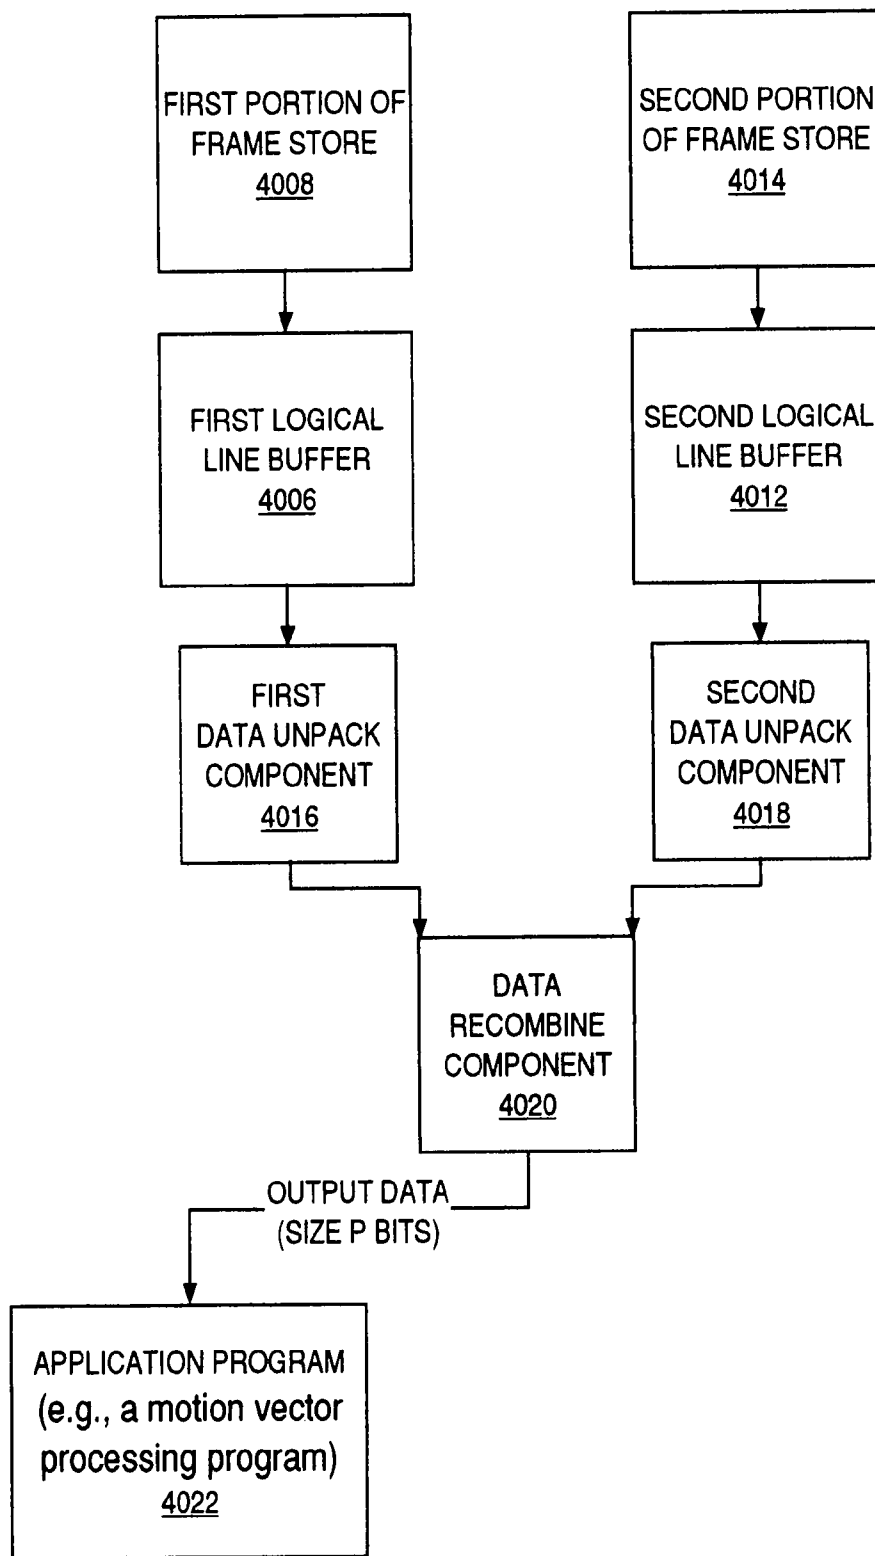 FIRST PORTION OF
FRAME STORE
4008
SECOND PORTION
OF FRAME STORE
4014
FIRST LOGICAL
LINE BUFFER
4006
SECOND LOGICAL
LINE BUFFER
4012
FIRST
DATA UNPACK
COMPONENT
4016
SECOND
DATA UNPACK
COMPONENT
4018
DATA
RECOMBINE
COMPONENT
4020
OUTPUT DATA
(SIZE P BITS)
APPLICATION PROGRAM
(e.g., a motion vector
processing program)
4022